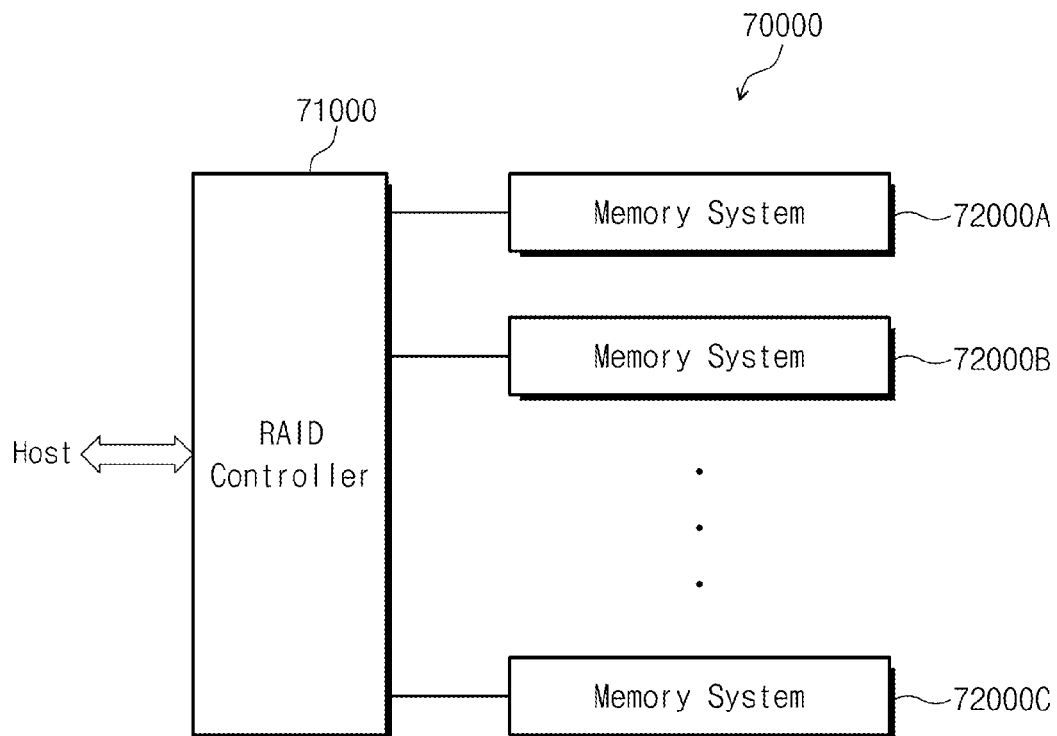 70000
71000
Memory System
72000A
Memory System
72000B
Host
RAID
Controller
Memory System
72000C